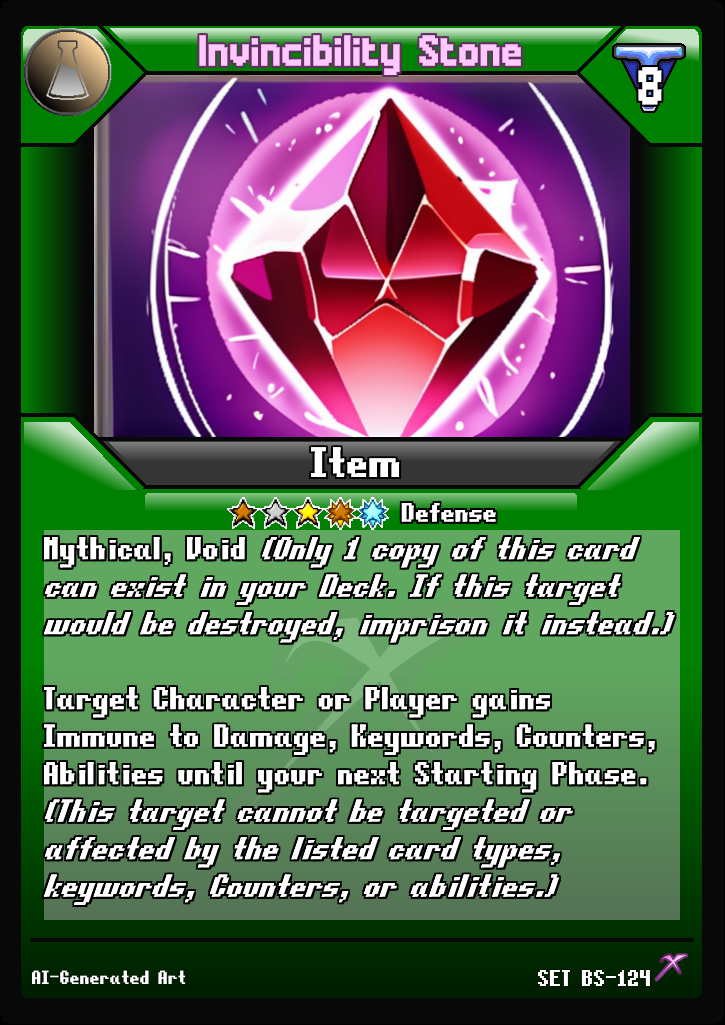 Invincibility Stone
8
Item
Defense
Mythical, Void (Only 1 copy of this card
can exist in your Deck. If this target
would be destroyed, imprison it instead.)
Target Character or Player gains
Immune to Damage, Keywords, Counters,
Abilities until your next Starting Phase.
(This target cannot be targeted or
affected by the listed card types,
keywords, Counters, or abilities.)
AI-Generated Art
SET BS-124